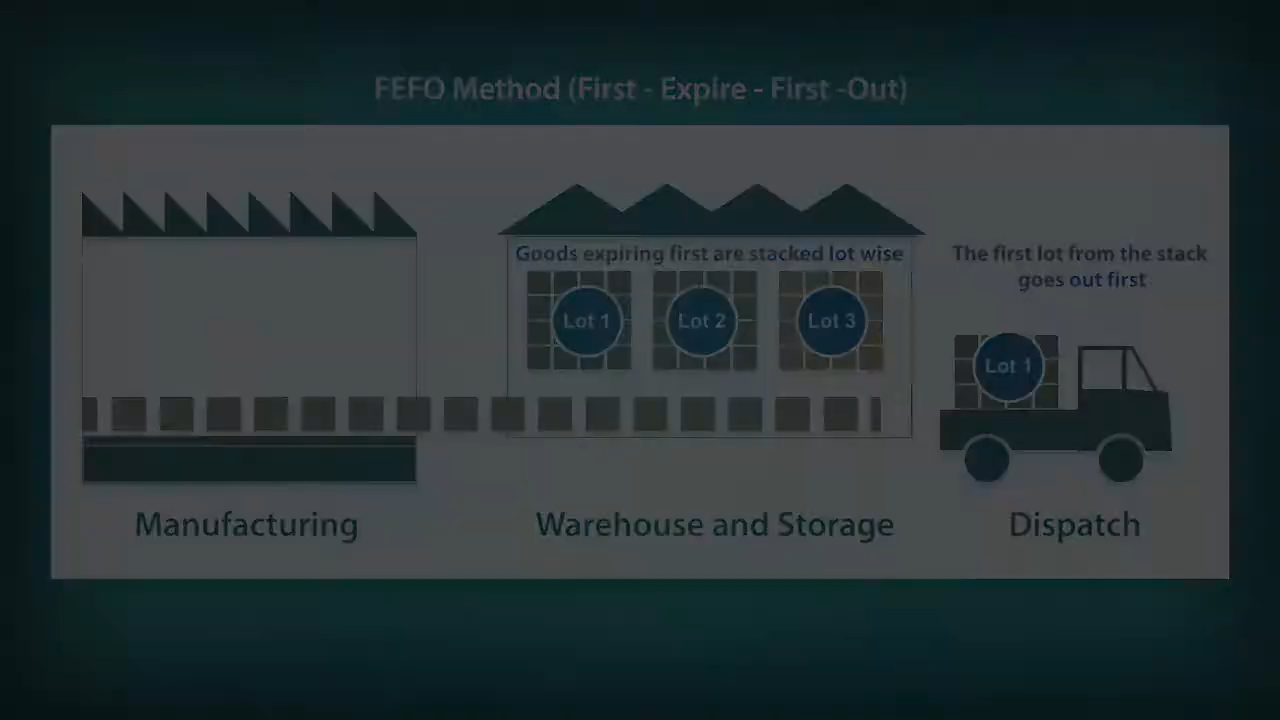 FEFO Method (First - Expire - First -Out)
Goods expiring first are stacked lot wise
The first lot from the stack
goes out first
Lot 1
Lot 2
Lot 3
Lot 1
Manufacturing
Warehouse and Storage
Dispatch